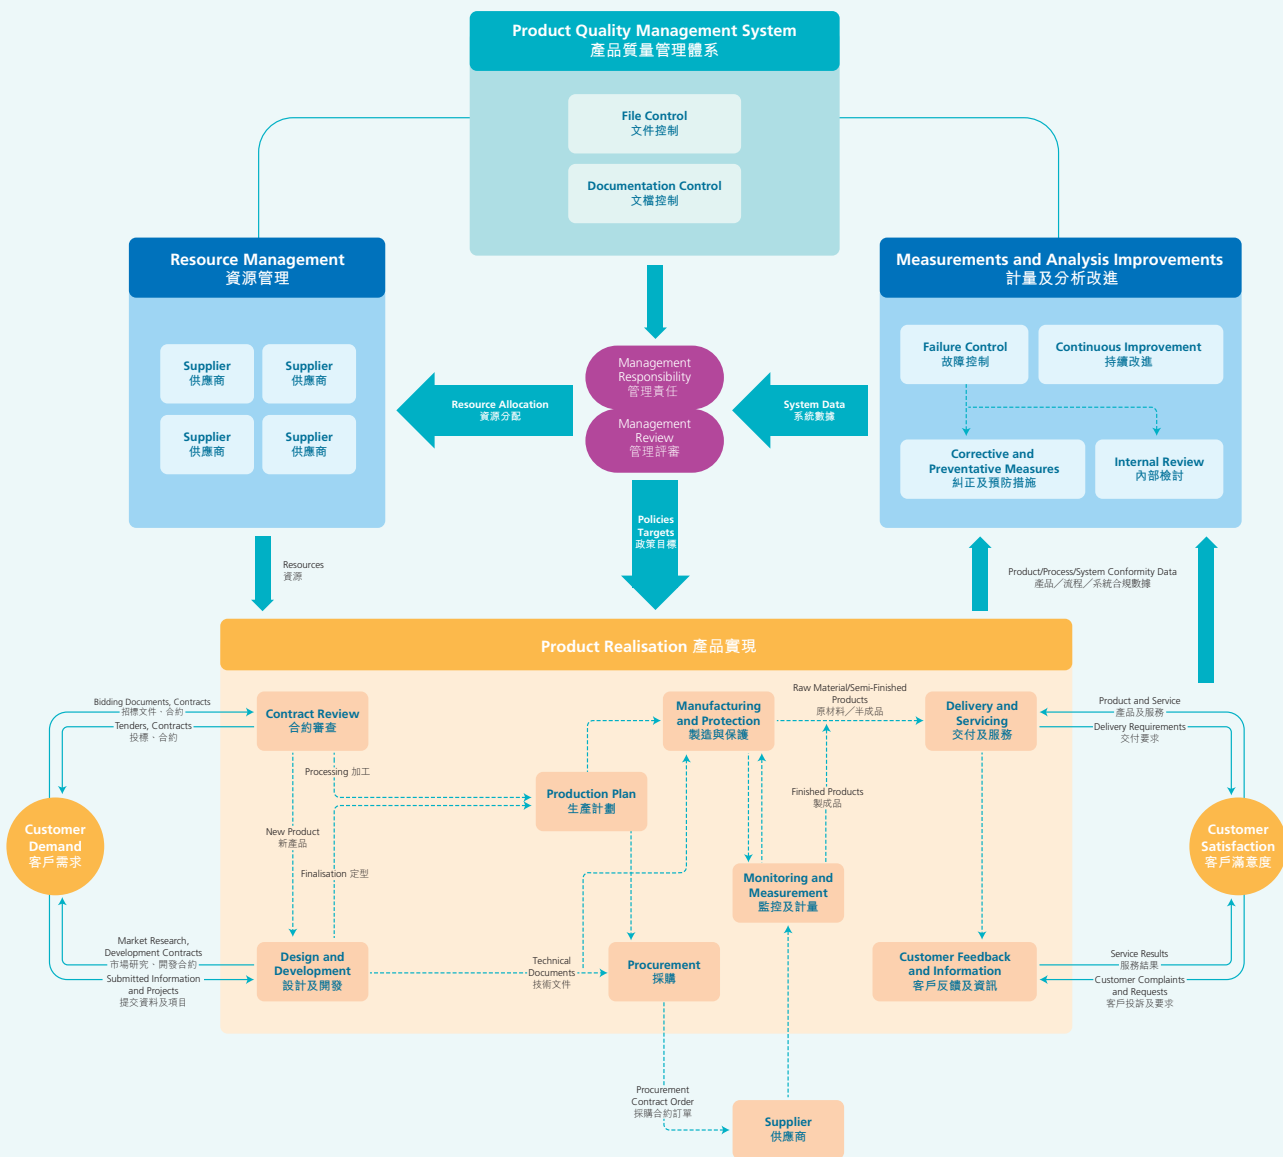 Product Quality Management System
產品質量管理體系
File Control
文件控制
Documentation Control
文檔控制
Resource Management
資源管理
Supplier
供應商
Supplier
供應商
Supplier
供應商
Supplier
供應商
Resource Allocation
資源分配
Management
Responsibility
管理責任
Management
Review
管理評審
System Data
系統數據
Measurements and Analysis Improvements
計量及分析改進
Failure Control
故障控制
Continuous Improvement
持續改進
Corrective and
Preventative Measures
糾正及預防措施
Internal Review
內部檢討
Resources
資源
Policies
Targets
政策目標
Product/Process/System Conformity Data
產品／流程／系統合規數據
Product Realisation 產品實現
Bidding Documents, Contracts
招標文件、合約
Tenders, Contracts
投標、合約
Contract Review
合約審查
Processing 加工
New Product
新產品
Finalisation 定型
Production Plan
生產計劃
Manufacturing
and Protection
製造與保護
Raw Material/Semi-Finished
Products
原材料／半成品
Finished Products
製成品
Delivery and
Servicing
交付及服務
Product and Service
產品及服務
Delivery Requirements
交付要求
Customer
Demand
客戶需求
Customer
Satisfaction
客戶滿意度
Monitoring and
Measurement
監控及計量
Market Research,
Development Contracts
市場研究、開發合約
Submitted Information
and Projects
提交資料及項目
Design and
Development
設計及開發
Technical
Documents
技術文件
Procurement
採購
Customer Feedback
and Information
客戶反饋及資訊
Service Results
服務結果
Customer Complaints
and Requests
客戶投訴及要求
Procurement
Contract Order
採購合約訂單
Supplier
供應商